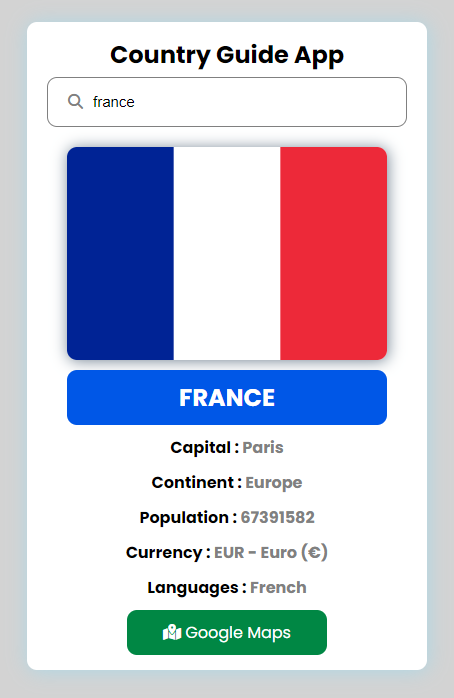 Country Guide App
france
FRANCE
Capital : Paris
Continent : Europe
Population : 67391582
Currency : EUR - Euro (€)
Languages : French
Google Maps